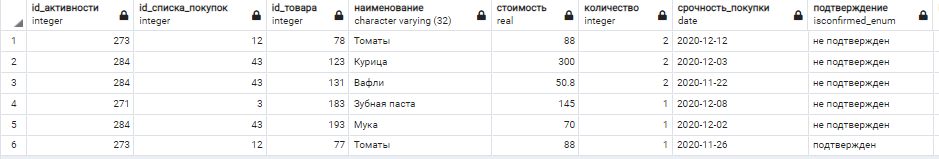 id_активности id_списка_покупок id_товара наименование стоимость количество срочность_покупки подтверждение
integer integer integer character varying (32) real integer date isconfirmed_enum
1 273 12 78 Томаты 88 2 2020-12-12 не подтвержден
2 284 43 123 Курица 300 2 2020-12-03 не подтвержден
3 284 43 131 Вафли 50.8 2 2020-11-22 не подтвержден
4 271 3 183 Зубная паста 145 1 2020-12-08 не подтвержден
5 284 43 193 Мука 70 1 2020-12-02 не подтвержден
6 273 12 77 Томаты 88 1 2020-11-26 подтвержден